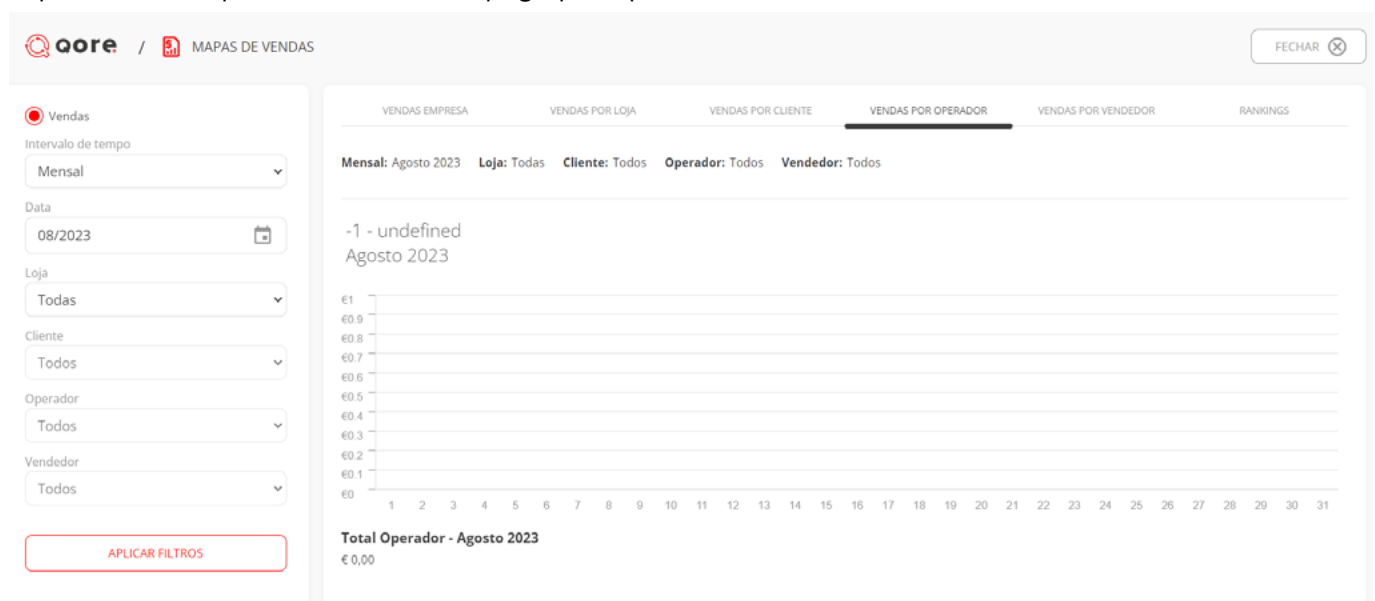 qore / MAPAS DE VENDAS
FECHAR
Vendas
Intervalo de tempo
Mensal
Data
08/2023
Loja
Todas
Cliente
Todos
Operador
Todos
Vendedor
Todos
APLICAR FILTROS
VENDAS EMPRESA VENDAS POR LOJA VENDAS POR CLIENTE VENDAS POR OPERADOR VENDAS POR VENDEDOR RANKINGS
Mensal: Agosto 2023 Loja: Todas Cliente: Todos Operador: Todos Vendedor: Todos
-1 - undefined
Agosto 2023
€1
€0.9
€0.8
€0.7
€0.6
€0.5
€0.4
€0.3
€0.2
€0.1
€0
1 2 3 4 5 6 7 8 9 10 11 12 13 14 15 16 17 18 19 20 21 22 23 24 25 26 27 28 29 30 31
Total Operador - Agosto 2023
€ 0,00